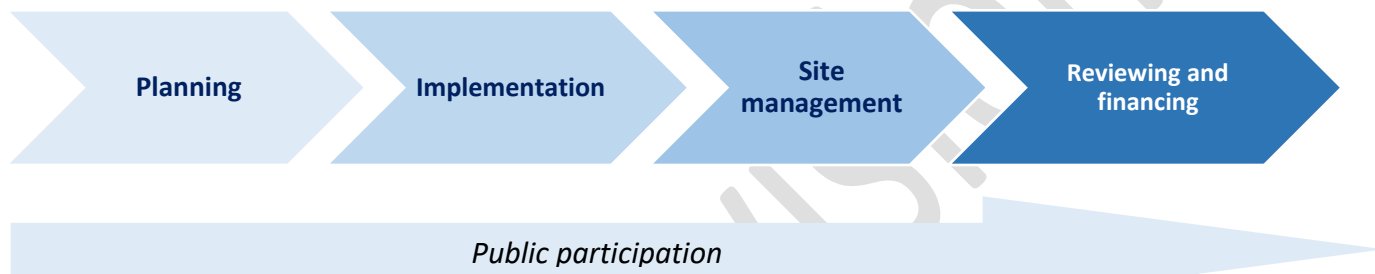 Planning
Implementation
Site
management
Reviewing and
financing
Public participation